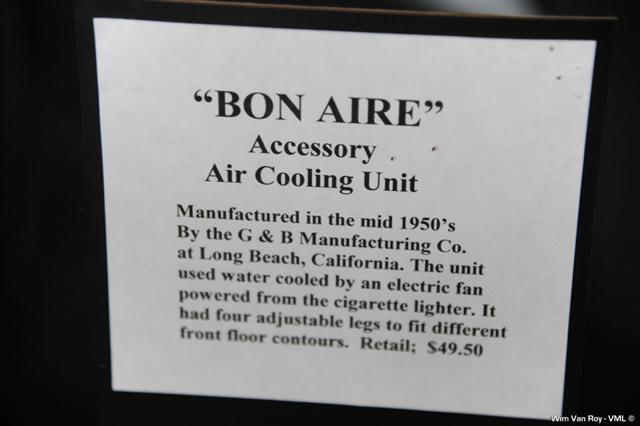 “BON AIRE”
Accessory
Air Cooling Unit
Manufactured in the mid 1950’s
By the G & B Manufacturing Co.
at Long Beach, California. The unit
used water cooled by an electric fan
powered from the cigarette lighter. It
had four adjustable legs to fit different
front floor contours. Retail; $49.50
Wim Van Roy - VML ©